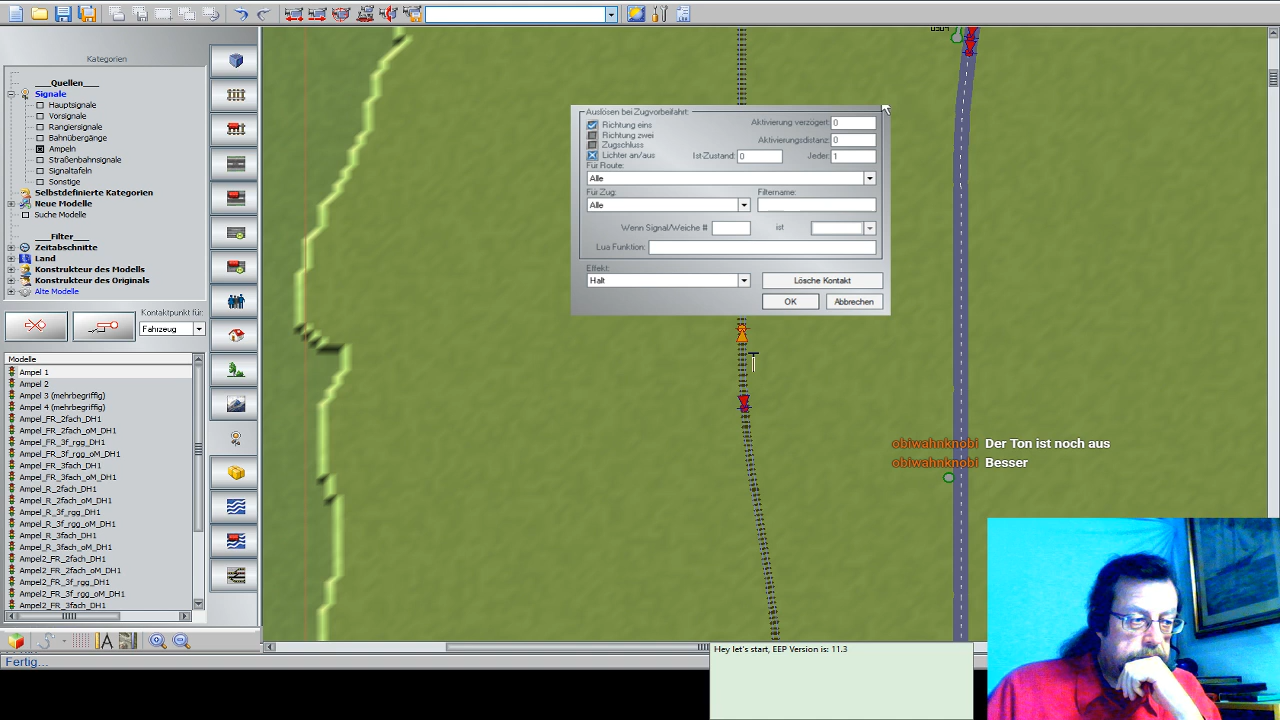 Kategorien
___Quellen___
Signale
Hauptsignale
Vorsignale
Rangiersignale
Bahnübergänge
Ampeln
Straßenbahnsignale
Signaltafeln
Sonstige
Selbstdefinierte Kategorien
Neue Modelle
Suche Modelle
___Filter___
Zeitabschnitte
Land
Konstrukteur des Modells
Konstrukteur des Originals
Alte Modelle
Kontaktpunkt für:
Fahrzeug
Modelle
Ampel 1
Ampel 2
Ampel 3 (mehrbegriffig)
Ampel 4 (mehrbegriffig)
Ampel_FR_2fach_DH1
Ampel_FR_2fach_oM_DH1
Ampel_FR_3f_rgg_DH1
Ampel_FR_3f_rgg_oM_DH1
Ampel_FR_3fach_DH1
Ampel_FR_3fach_oM_DH1
Ampel_R_2fach_DH1
Ampel_R_2fach_oM_DH1
Ampel_R_3f_rgg_DH1
Ampel_R_3f_rgg_oM_DH1
Ampel_R_3fach_DH1
Ampel_R_3fach_oM_DH1
Ampel2_FR_2fach_DH1
Ampel2_FR_2fach_oM_DH1
Ampel2_FR_3f_rgg_DH1
Ampel2_FR_3f_rgg_oM_DH1
Ampel2_FR_3fach_DH1
Fertig...
Auslösen bei Zugvorbeifahrt:
Richtung eins
Aktivierung verzögert: 0
Richtung zwei
Aktivierungsdistanz: 0
Zugschluss
Lichter an/aus
Ist-Zustand: 0
Jeder: 1
Für Route:
Alle
Für Zug:
Filtername:
Alle
Wenn Signal/Weiche #
ist
Lua Funktion:
Effekt:
Halt
Lösche Kontakt
OK
Abbrechen
obiwahnknobi Der Ton ist noch aus
obiwahnknobi Besser
Hey let's start, EEP Version is: 11.3